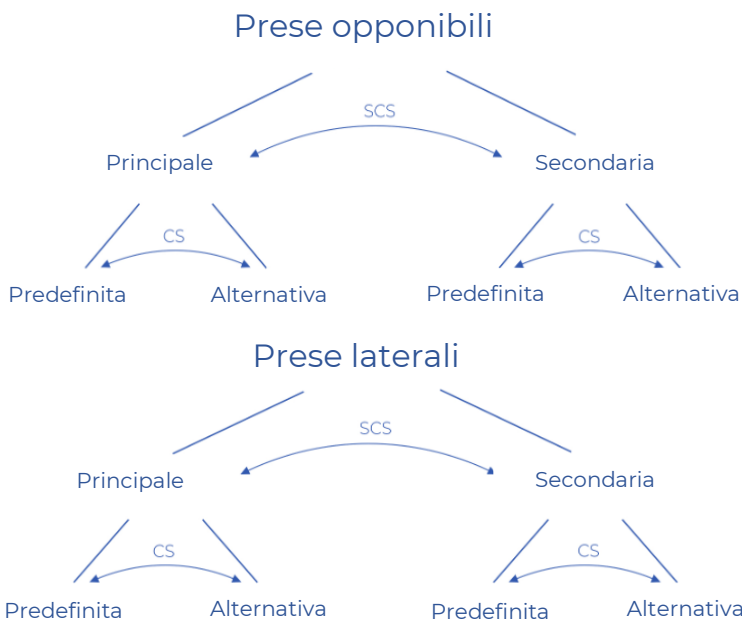 Prese opponibili
SCS
Principale
Secondaria
CS
CS
Predefinita
Alternativa
Predefinita
Alternativa
Prese laterali
SCS
Principale
Secondaria
CS
CS
Predefinita
Alternativa
Predefinita
Alternativa